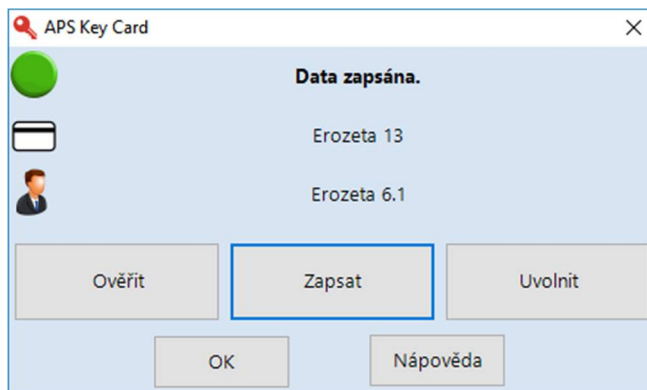 APS Key Card
Data zapsána.
Erozeta 13
Erozeta 6.1
Ověřit Zapsat Uvolnit
OK Nápověda